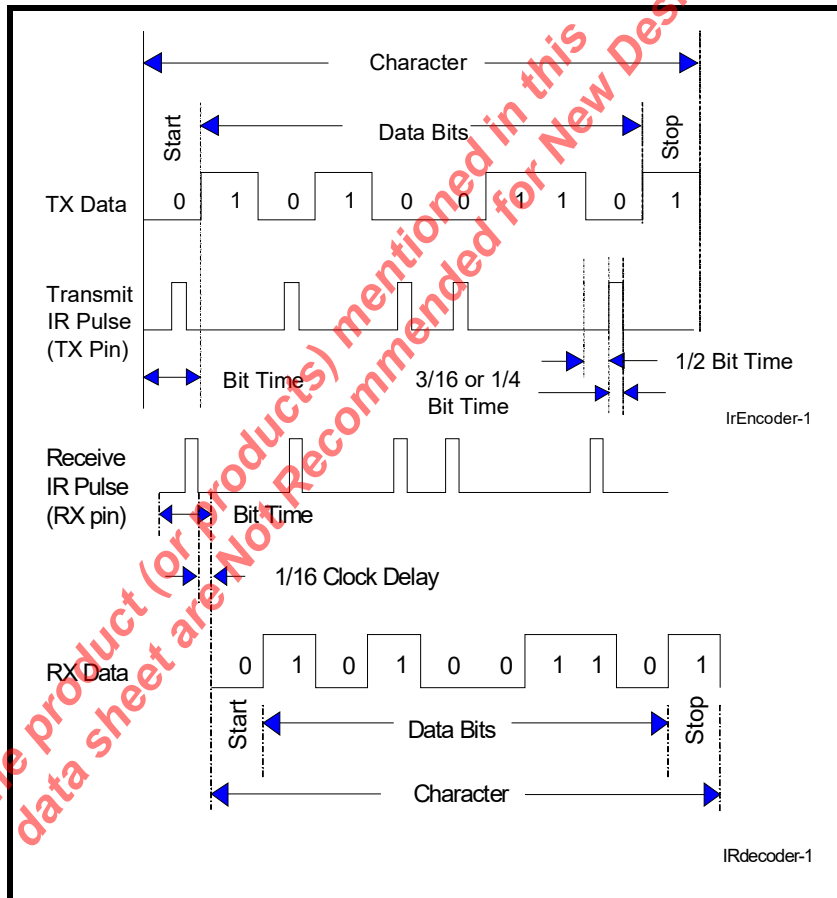 Character
Start
Data Bits
Stop
TX Data
0 1 0 1 0 0 1 1 0 1
Transmit
IR Pulse
(TX Pin)
Bit Time
3/16 or 1/4
Bit Time
1/2 Bit Time
IrEncoder-1
Receive
IR Pulse
(RX pin)
Bit Time
1/16 Clock Delay
RX Data
0 1 0 1 0 0 1 1 0 1
Start
Data Bits
Stop
Character
IRdecoder-1
product (or products) mentioned in this
data sheet are Not Recommended for New